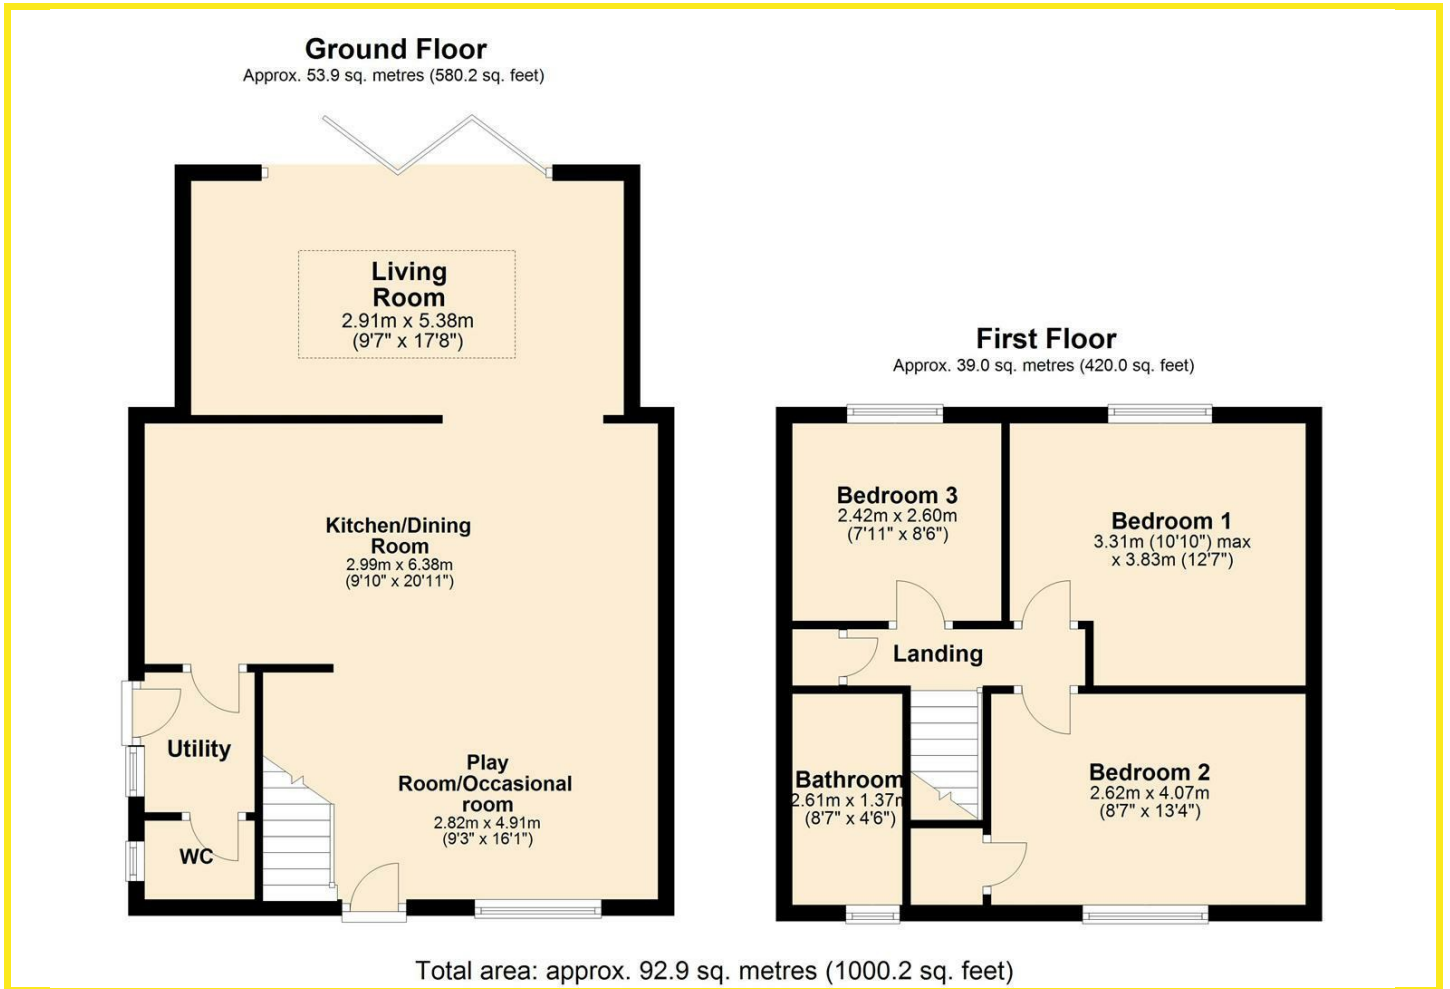 Ground Floor
Approx. 53.9 sq. metres (580.2 sq. feet)
Living
Room
2.91m x 5.38m
(9'7" x 17'8")
Kitchen/Dining
Room
2.99m x 6.38m
(9'10" x 20'11")
Utility
WC
Play
Room/Occasional
room
2.82m x 4.91m
(9'3" x 16'1")
First Floor
Approx. 39.0 sq. metres (420.0 sq. feet)
Bedroom 3
2.42m x 2.60m
(7'11" x 8'6")
Bedroom 1
3.31m (10'10") max
x 3.83m (12'7")
Landing
Bathroom
2.61m x 1.37m
(8'7" x 4'6")
Bedroom 2
2.62m x 4.07m
(8'7" x 13'4")
Total area: approx. 92.9 sq. metres (1000.2 sq. feet)